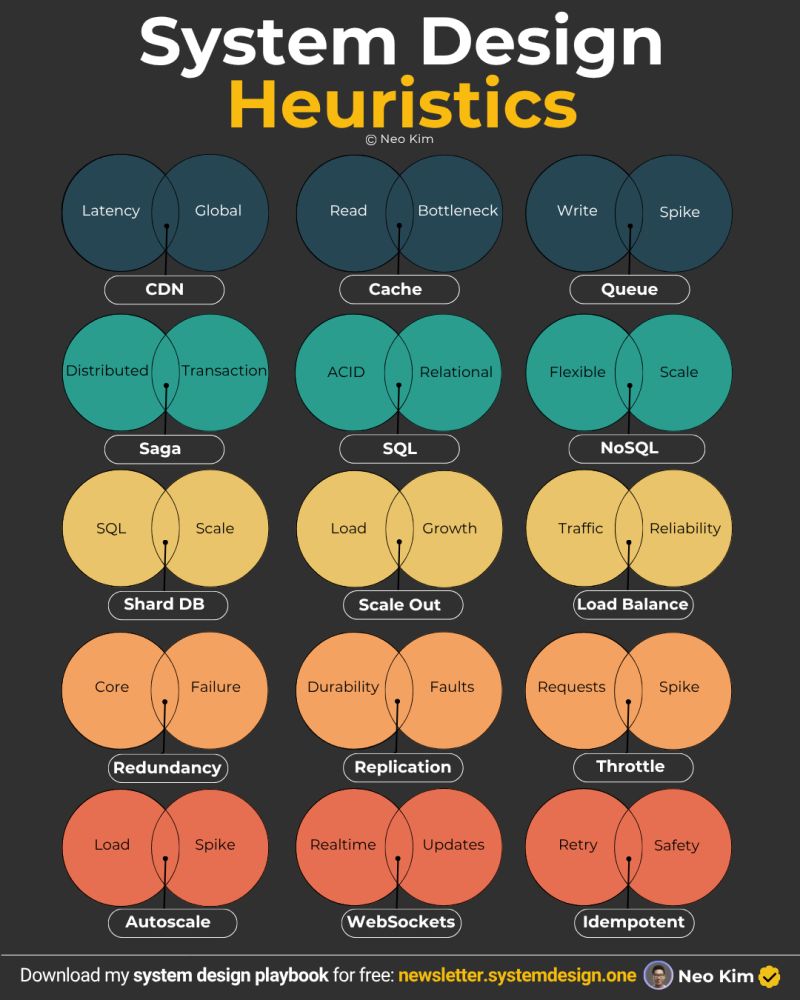 System Design
Heuristics
© Neo Kim
Latency Global
Read Bottleneck
Write Spike
CDN
Cache
Queue
Distributed Transaction
ACID Relational
Flexible Scale
Saga
SQL
NoSQL
SQL Scale
Load Growth
Traffic Reliability
Shard DB
Scale Out
Load Balance
Core Failure
Durability Faults
Requests Spike
Redundancy
Replication
Throttle
Load Spike
Realtime Updates
Retry Safety
Autoscale
WebSockets
Idempotent
Download my system design playbook for free: newsletter.systemdesign.one Neo Kim